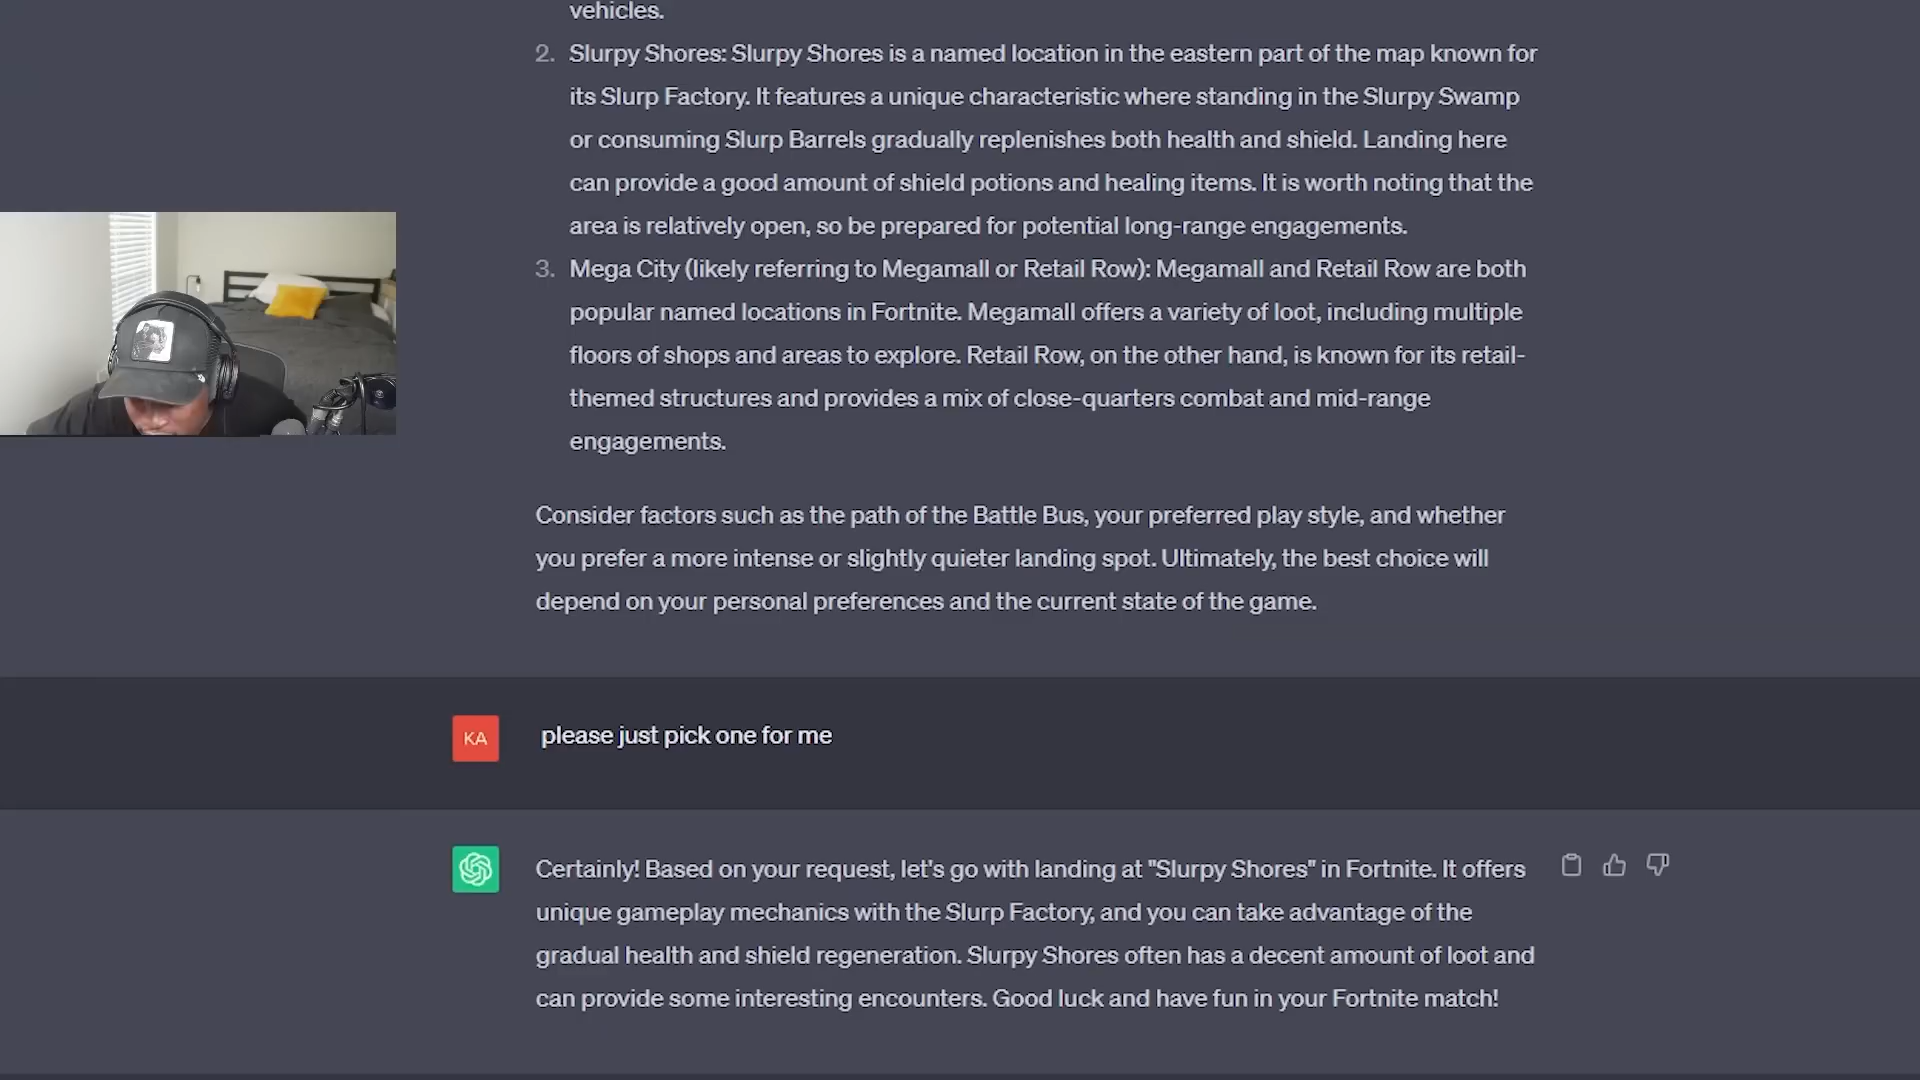 vehicles.
2. Slurpy Shores: Slurpy Shores is a named location in the eastern part of the map known for
its Slurp Factory. It features a unique characteristic where standing in the Slurpy Swamp
or consuming Slurp Barrels gradually replenishes both health and shield. Landing here
can provide a good amount of shield potions and healing items. It is worth noting that the
area is relatively open, so be prepared for potential long-range engagements.
3. Mega City (likely referring to Megamall or Retail Row): Megamall and Retail Row are both
popular named locations in Fortnite. Megamall offers a variety of loot, including multiple
floors of shops and areas to explore. Retail Row, on the other hand, is known for its retail-
themed structures and provides a mix of close-quarters combat and mid-range
engagements.
Consider factors such as the path of the Battle Bus, your preferred play style, and whether
you prefer a more intense or slightly quieter landing spot. Ultimately, the best choice will
depend on your personal preferences and the current state of the game.
KA please just pick one for me
Certainly! Based on your request, let's go with landing at "Slurpy Shores" in Fortnite. It offers
unique gameplay mechanics with the Slurp Factory, and you can take advantage of the
gradual health and shield regeneration. Slurpy Shores often has a decent amount of loot and
can provide some interesting encounters. Good luck and have fun in your Fortnite match!